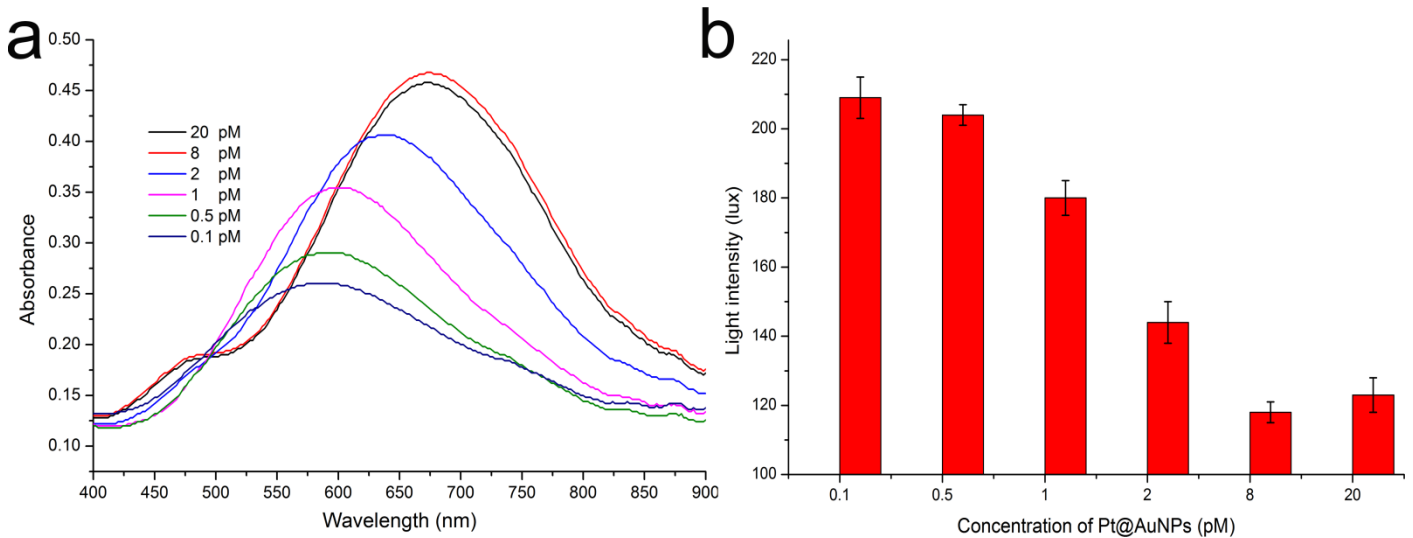 a
0.50
0.45
0.40
0.35
0.30
0.25
0.20
0.15
0.10
Absorbance
20 pM
8 pM
2 pM
1 pM
0.5 pM
0.1 pM
400 450 500 550 600 650 700 750 800 850 900
Wavelength (nm)
b
220
200
180
160
140
120
100
Light intensity (lux)
0.1 0.5 1 2 8 20
Concentration of Pt@AuNPs (pM)